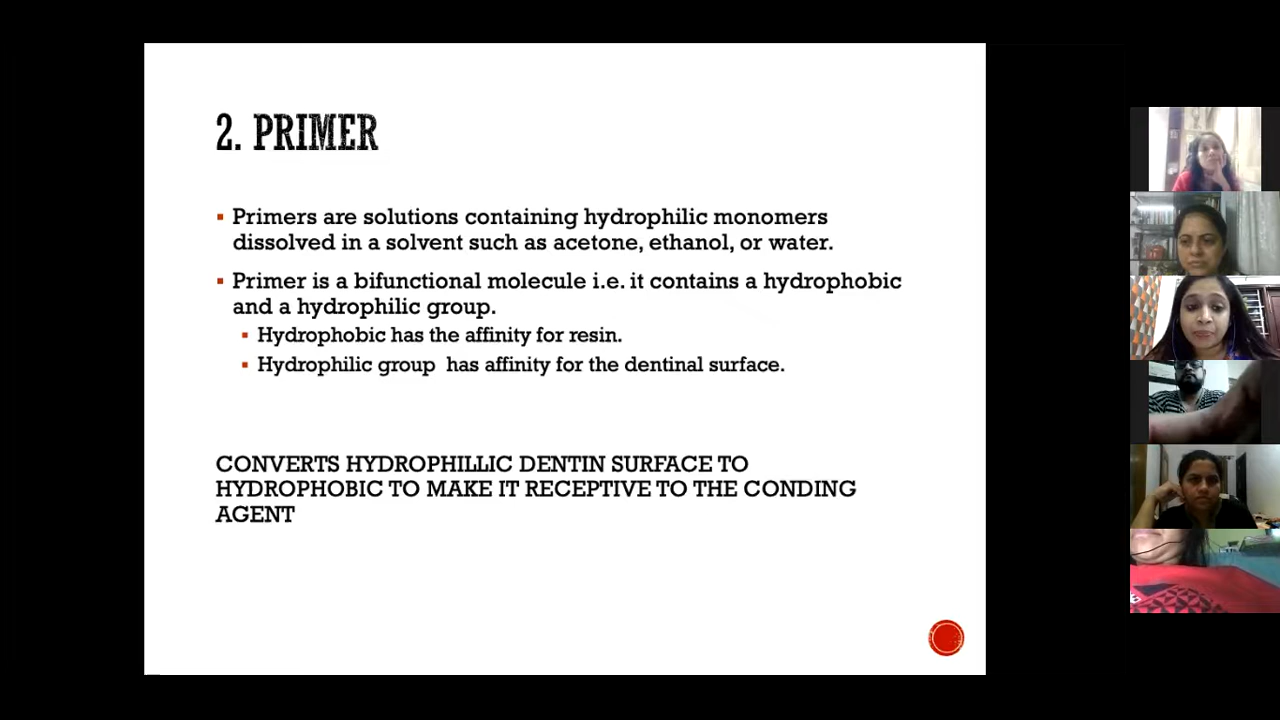 2. PRIMER
▪ Primers are solutions containing hydrophilic monomers
dissolved in a solvent such as acetone, ethanol, or water.
▪ Primer is a bifunctional molecule i.e. it contains a hydrophobic
and a hydrophilic group.
▪ Hydrophobic has the affinity for resin.
▪ Hydrophilic group has affinity for the dentinal surface.
CONVERTS HYDROPHILLIC DENTIN SURFACE TO
HYDROPHOBIC TO MAKE IT RECEPTIVE TO THE CONDING
AGENT